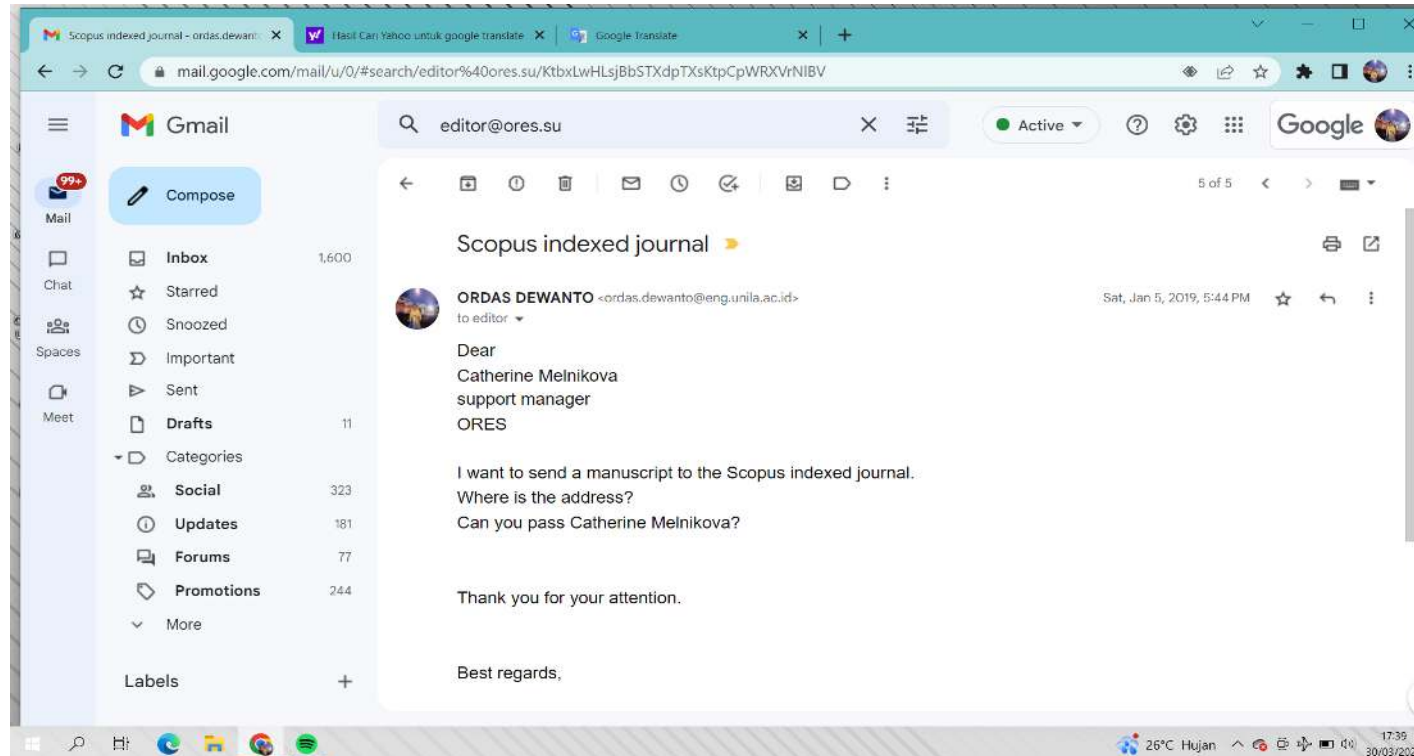 Scopus indexed journal - ordas.dewant
Hasil Cari Yahoo untuk google translate
Google Translate
mail.google.com/mail/u/0/#search/editor%40ores.su/KtbxLwHLsjBbSTXdpTXsKtpCpWRXVrNlBV
Gmail
editor@ores.su
Active
Google
99+
Mail
Compose
5 of 5
Chat
Spaces
Meet
Inbox 1,600
Starred
Snoozed
Important
Sent
Drafts 11
Categories
Social 323
Updates 181
Forums 77
Promotions 244
More
Labels
Scopus indexed journal
ORDAS DEWANTO <ordas.dewanto@eng.unila.ac.id>
Sat, Jan 5, 2019, 5:44 PM
to editor
Dear
Catherine Melnikova
support manager
ORES
I want to send a manuscript to the Scopus indexed journal.
Where is the address?
Can you pass Catherine Melnikova?
Thank you for your attention.
Best regards,
26°C Hujan
17:39
30/03/202